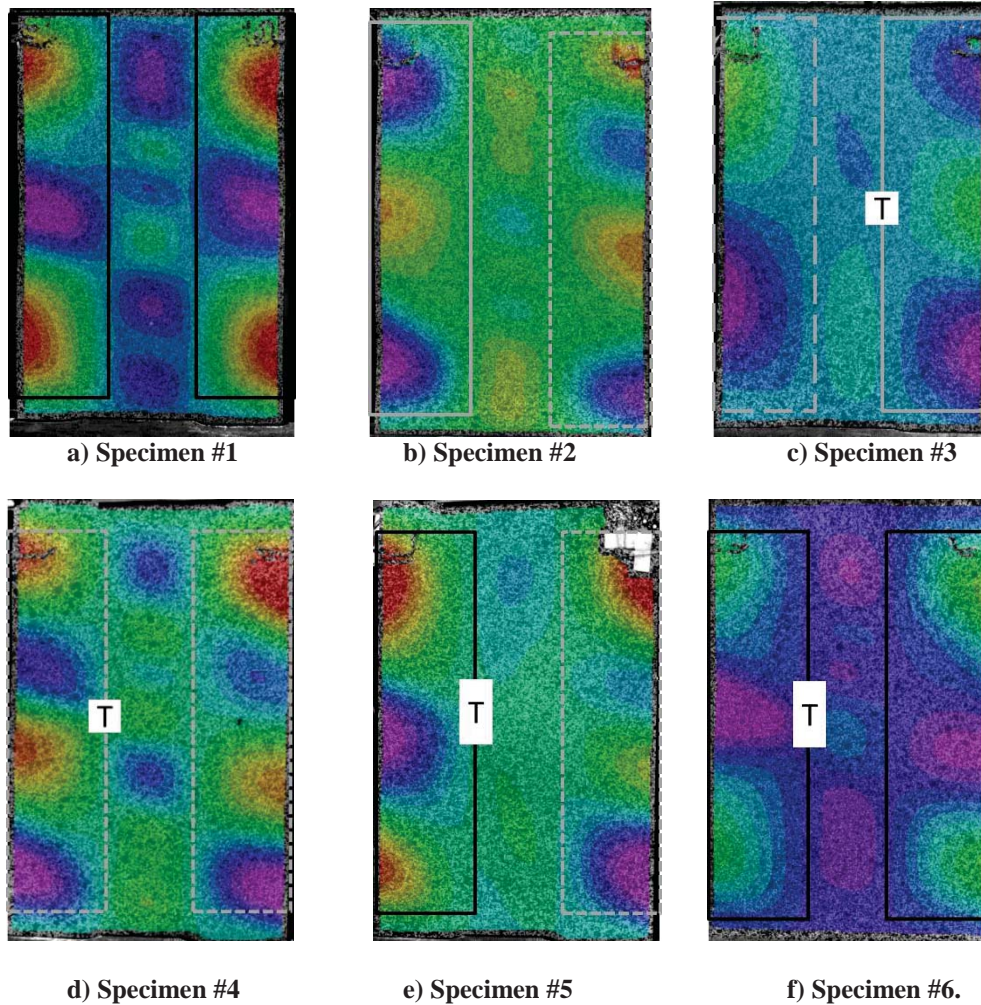 T
a) Specimen #1
b) Specimen #2
c) Specimen #3
T
T
T
d) Specimen #4
e) Specimen #5
f) Specimen #6.